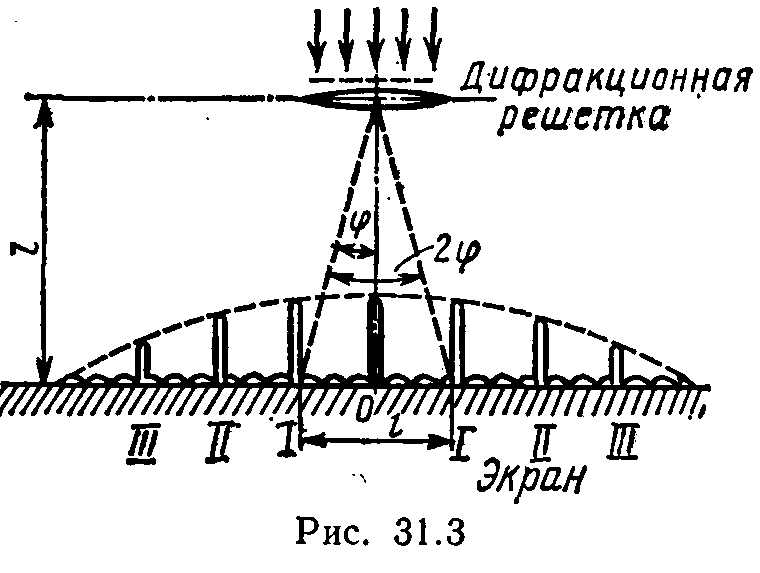 Дифракционная
решетка
l
φ
2φ
0
III II I l I II III
Экран
Рис. 31.3